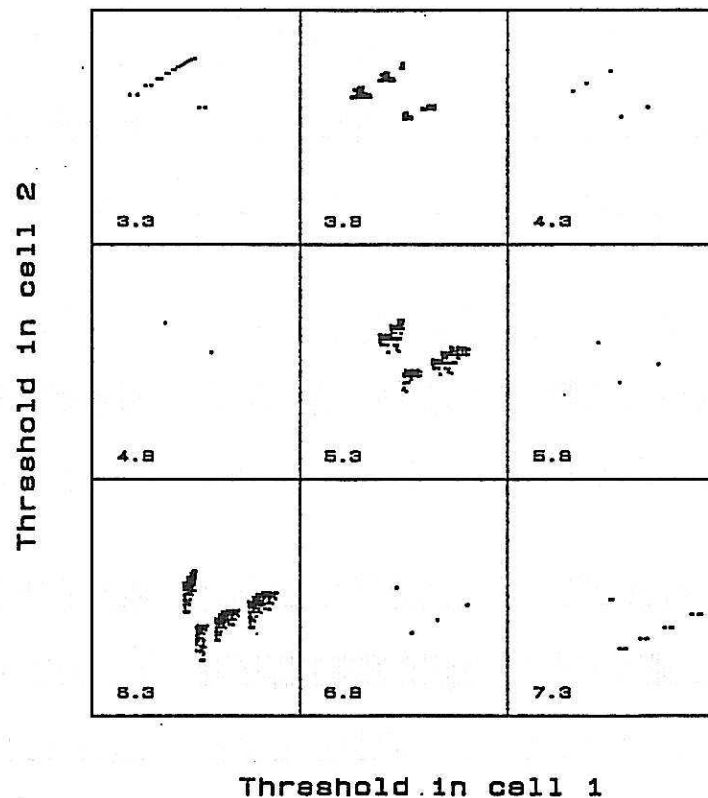 Threshold in cell 2
3.3 3.8 4.3
4.8 5.3 5.8
6.3 6.8 7.3
Threshold in cell 1